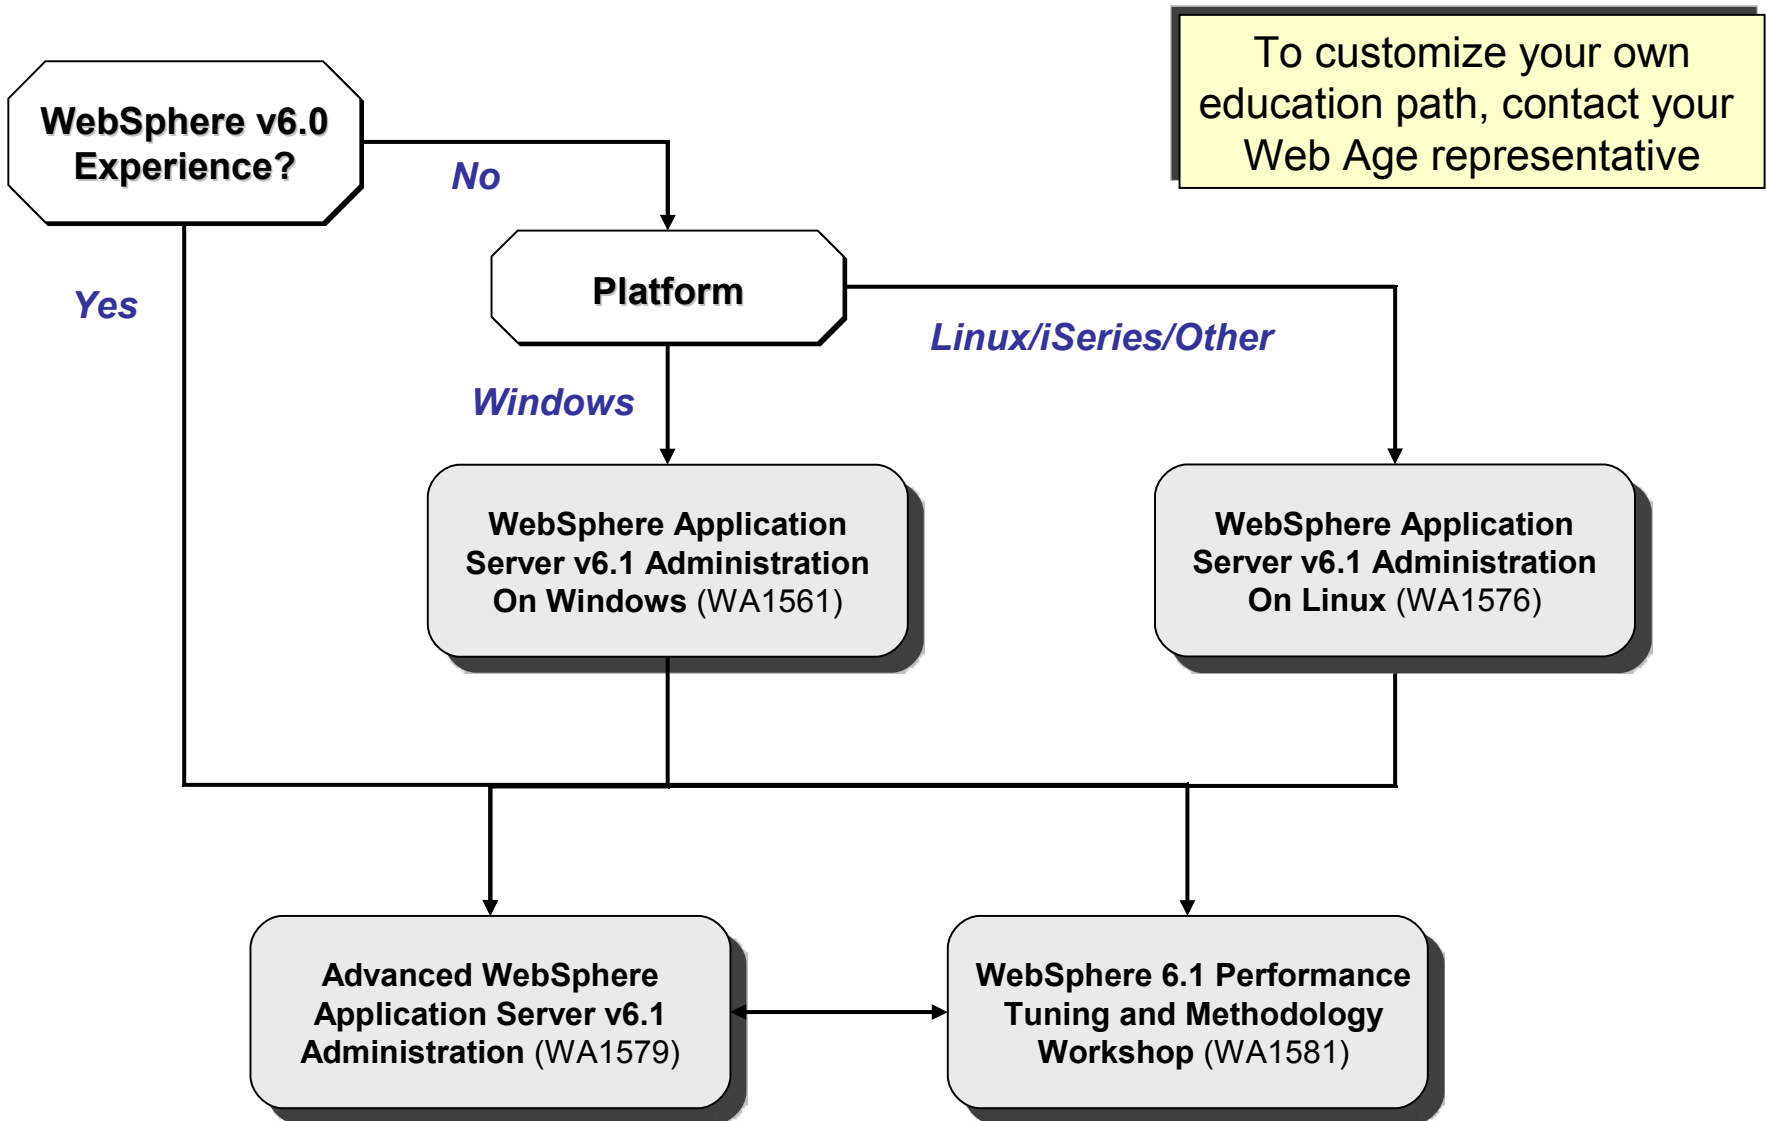 To customize your own
education path, contact your
Web Age representative
WebSphere v6.0
Experience?
No
Yes
Platform
Linux/iSeries/Other
Windows
WebSphere Application
Server v6.1 Administration
On Windows (WA1561)
WebSphere Application
Server v6.1 Administration
On Linux (WA1576)
Advanced WebSphere
Application Server v6.1
Administration (WA1579)
WebSphere 6.1 Performance
Tuning and Methodology
Workshop (WA1581)